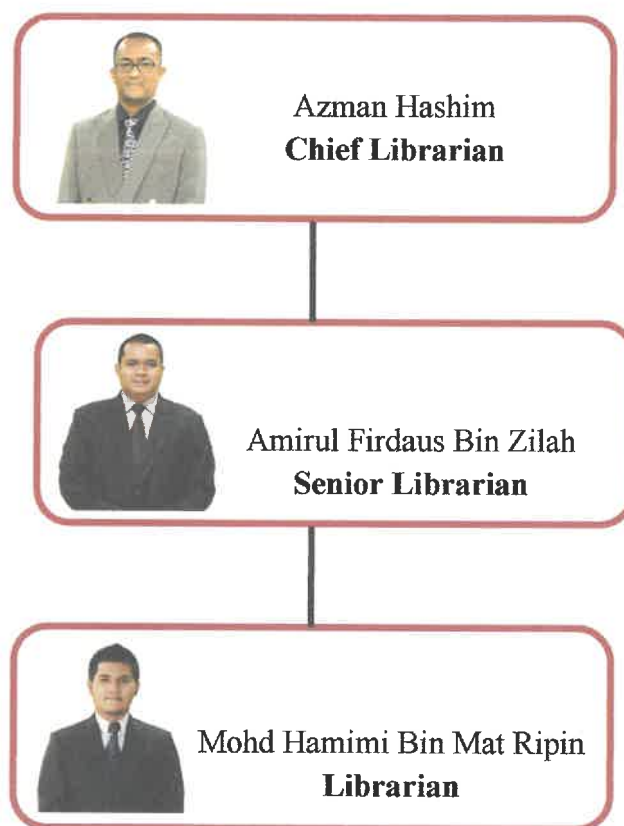 Azman Hashim
Chief Librarian
Amirul Firdaus Bin Zilah
Senior Librarian
Mohd Hamimi Bin Mat Ripin
Librarian